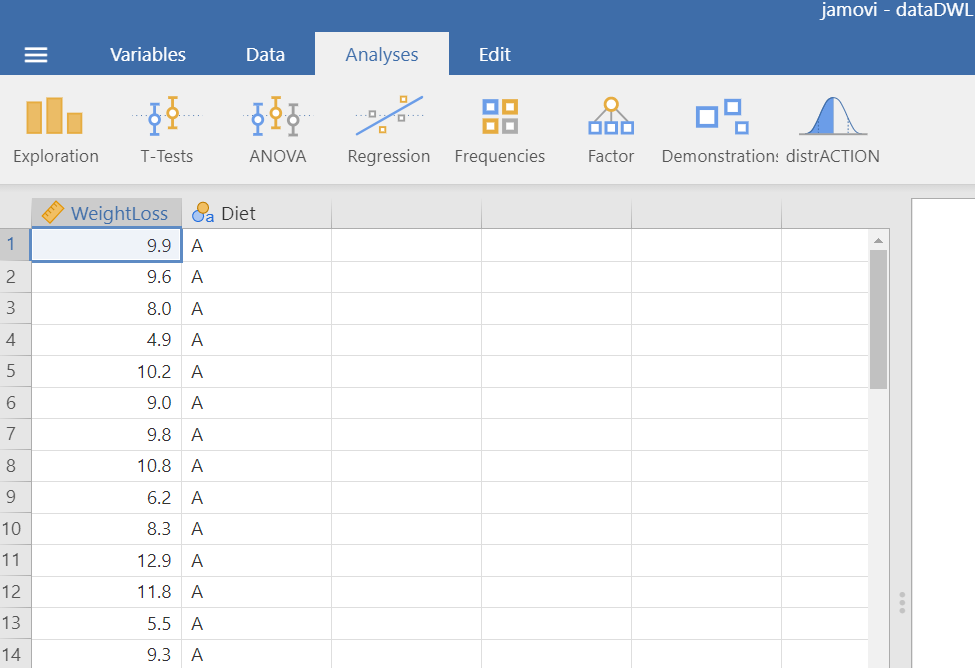 jamovi - dataDWL
Variables Data Analyses Edit
Exploration T-Tests ANOVA Regression Frequencies Factor Demonstrations distrACTION
WeightLoss a Diet
1 9.9 A
2 9.6 A
3 8.0 A
4 4.9 A
5 10.2 A
6 9.0 A
7 9.8 A
8 10.8 A
9 6.2 A
10 8.3 A
11 12.9 A
12 11.8 A
13 5.5 A
14 9.3 A